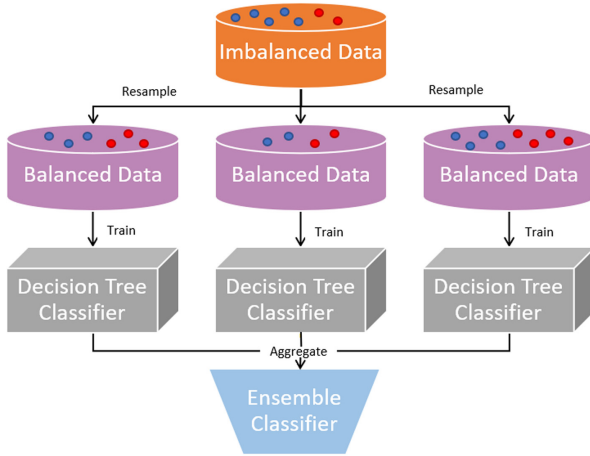 Imbalanced Data
Resample
Resample
Balanced Data
Balanced Data
Balanced Data
Train
Train
Train
Decision Tree
Classifier
Decision Tree
Classifier
Decision Tree
Classifier
Aggregate
Ensemble
Classifier